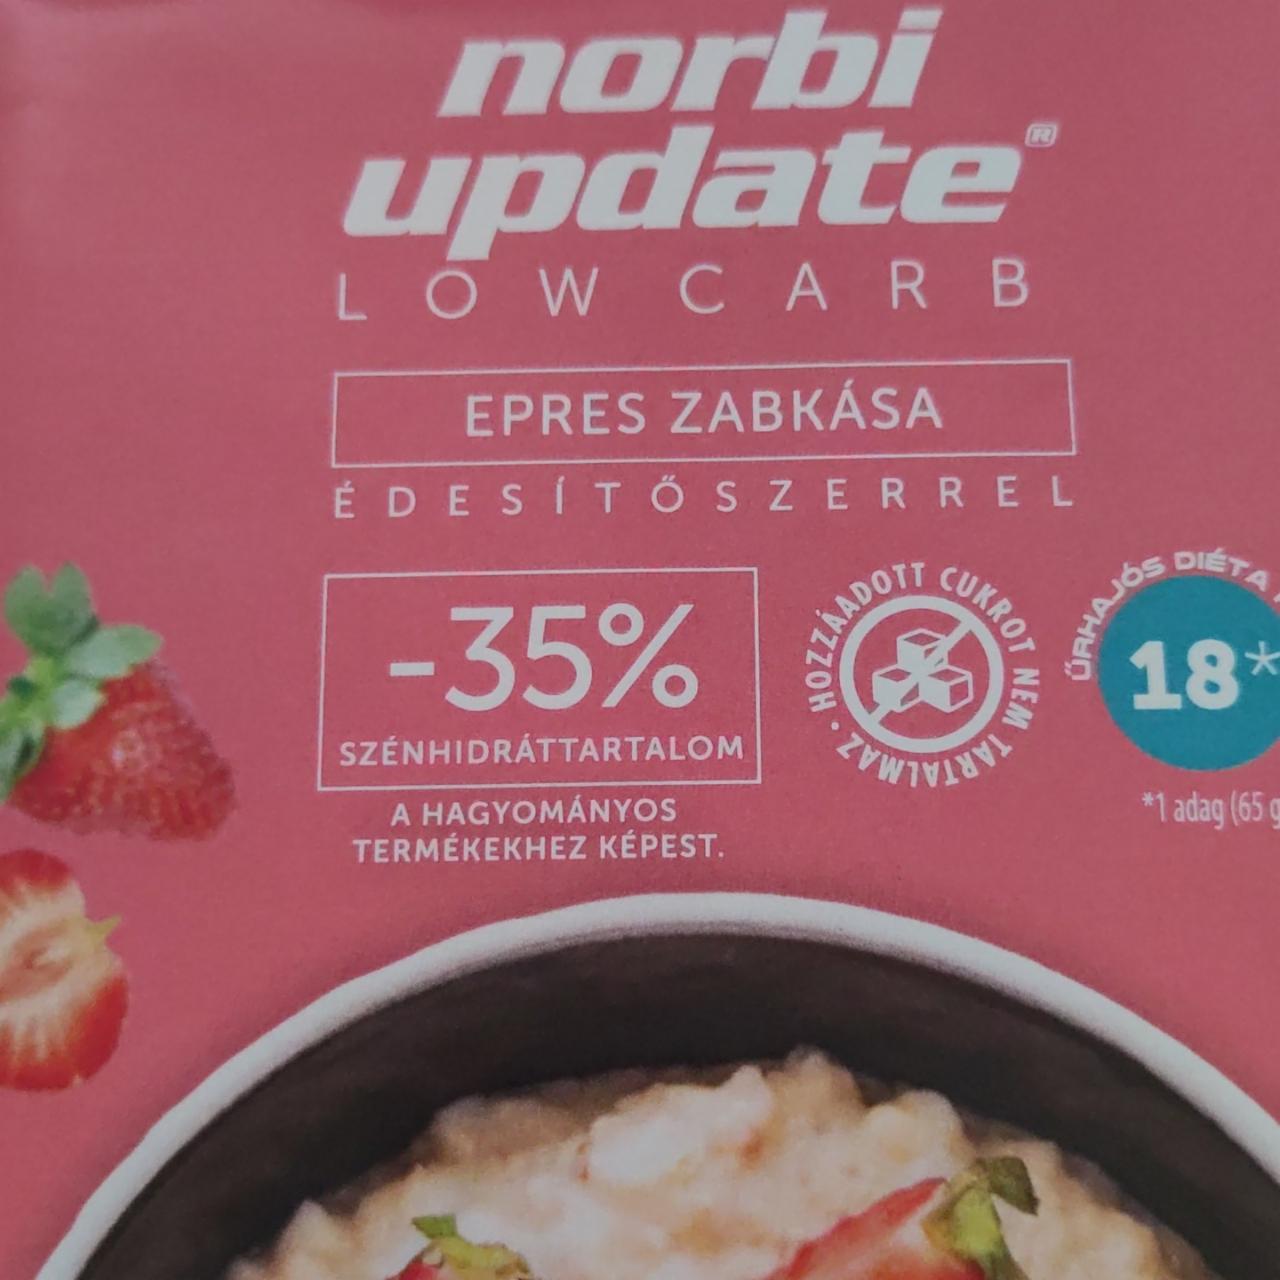 norbi
update®
LOW CARB
EPRES ZABKÁSA
ÉDESÍTŐSZERREL
-35%
SZÉNHIDRÁTTARTALOM
A HAGYOMÁNYOS
TERMÉKEKHEZ KÉPEST.
HOZZÁADOTT CUKROT NEM TARTALMAZ •
ŰRHAJÓS DIÉTA
18*
*1 adag (65 g